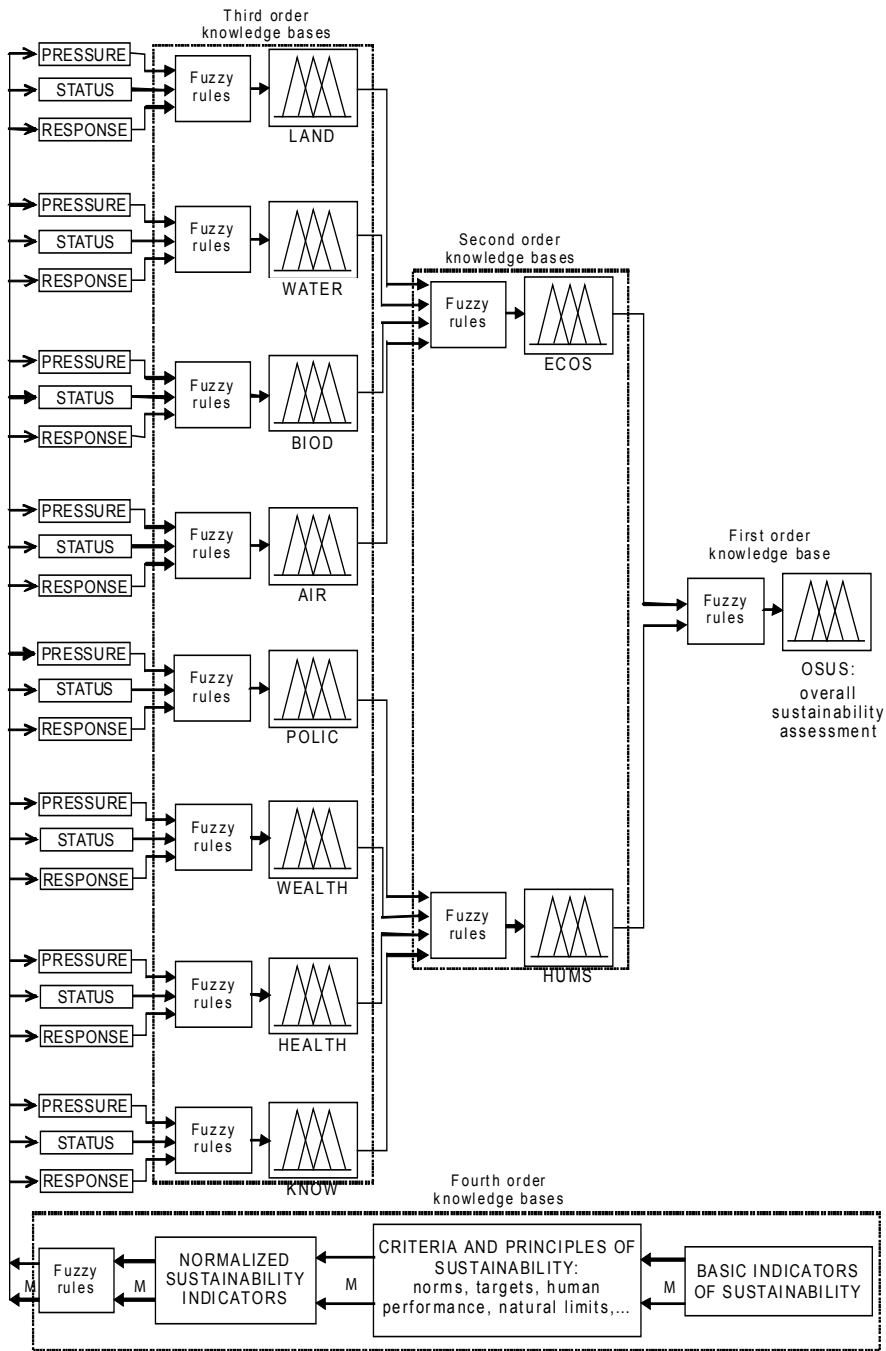 Third order
knowledge bases
PRESSURE
STATUS
RESPONSE
Fuzzy
rules
LAND
PRESSURE
STATUS
RESPONSE
Fuzzy
rules
WATER
PRESSURE
STATUS
RESPONSE
Fuzzy
rules
BIOD
PRESSURE
STATUS
RESPONSE
Fuzzy
rules
AIR
PRESSURE
STATUS
RESPONSE
Fuzzy
rules
POLIC
PRESSURE
STATUS
RESPONSE
Fuzzy
rules
WEALTH
PRESSURE
STATUS
RESPONSE
Fuzzy
rules
HEALTH
PRESSURE
STATUS
RESPONSE
Fuzzy
rules
KNOW
Second order
knowledge bases
Fuzzy
rules
ECOS
Fuzzy
rules
HUMS
First order
knowledge base
Fuzzy
rules
OSUS:
overall
sustainability
assessment
Fourth order
knowledge bases
M
Fuzzy
rules
M
NORMALIZED
SUSTAINABILITY
INDICATORS
M
CRITERIA AND PRINCIPLES OF
SUSTAINABILITY:
norms, targets, human
performance, natural limits,...
M
BASIC INDICATORS
OF SUSTAINABILITY